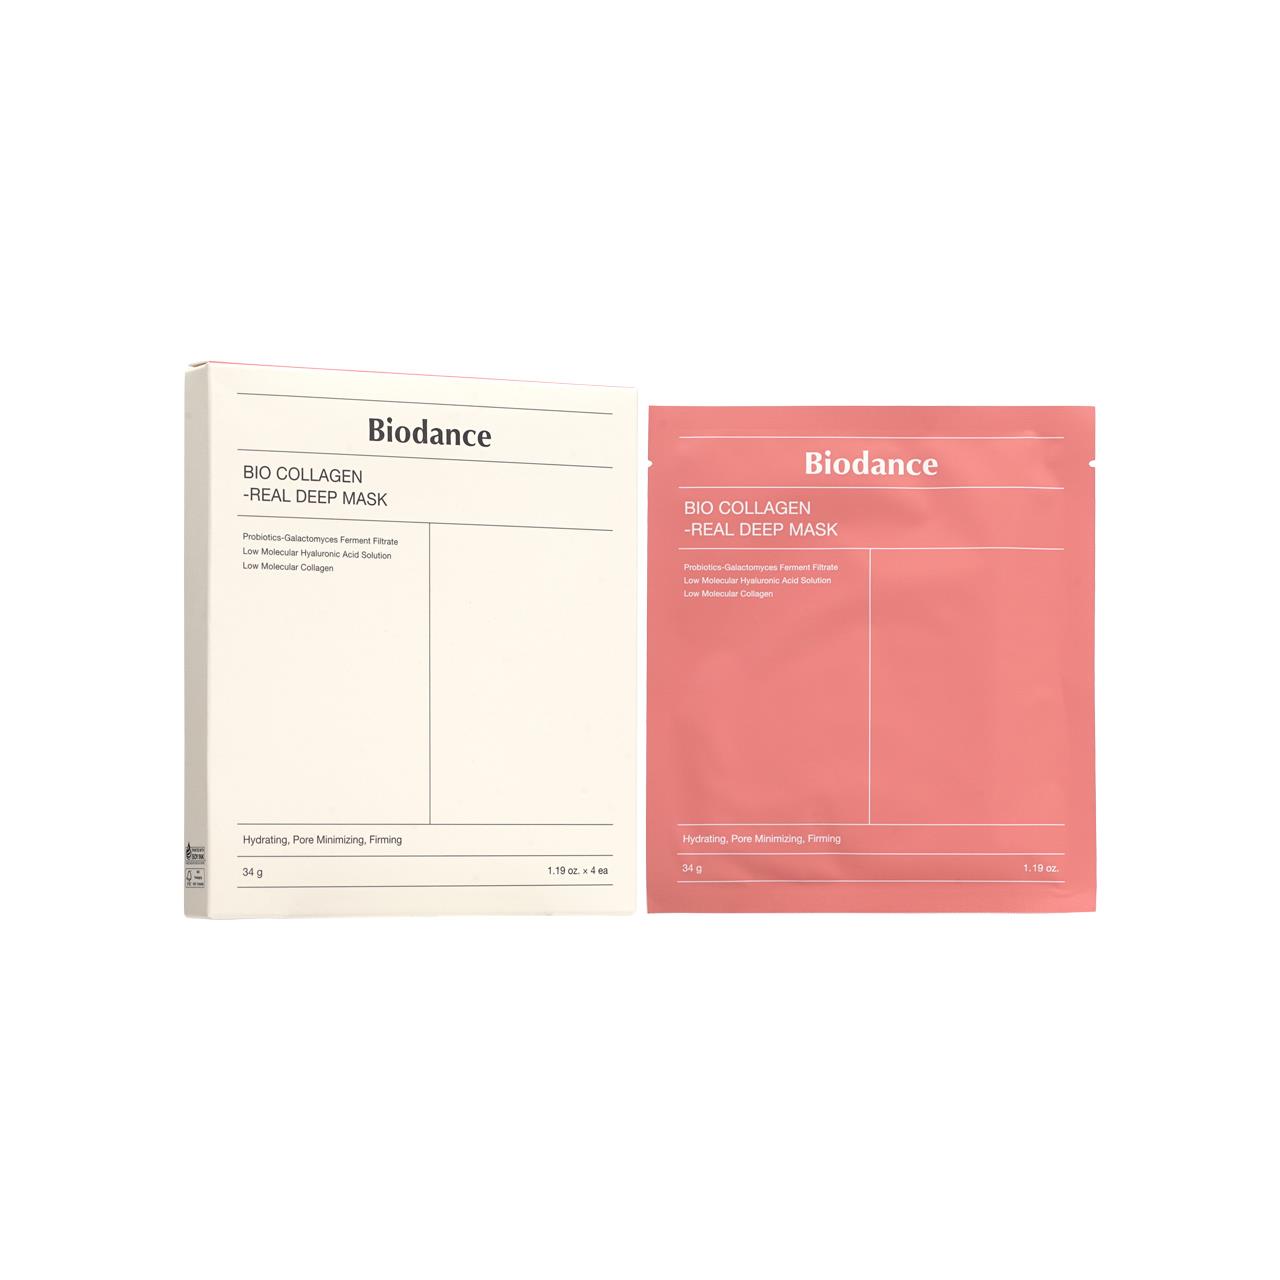 Biodance
BIO COLLAGEN
-REAL DEEP MASK
Probiotics-Galactomyces Ferment Filtrate
Low Molecular Hyaluronic Acid Solution
Low Molecular Collagen
Hydrating, Pore Minimizing, Firming
34 g
1.19 oz. × 4 ea
SOY INK
Biodance
BIO COLLAGEN
-REAL DEEP MASK
Probiotics-Galactomyces Ferment Filtrate
Low Molecular Hyaluronic Acid Solution
Low Molecular Collagen
Hydrating, Pore Minimizing, Firming
34 g
1.19 oz.